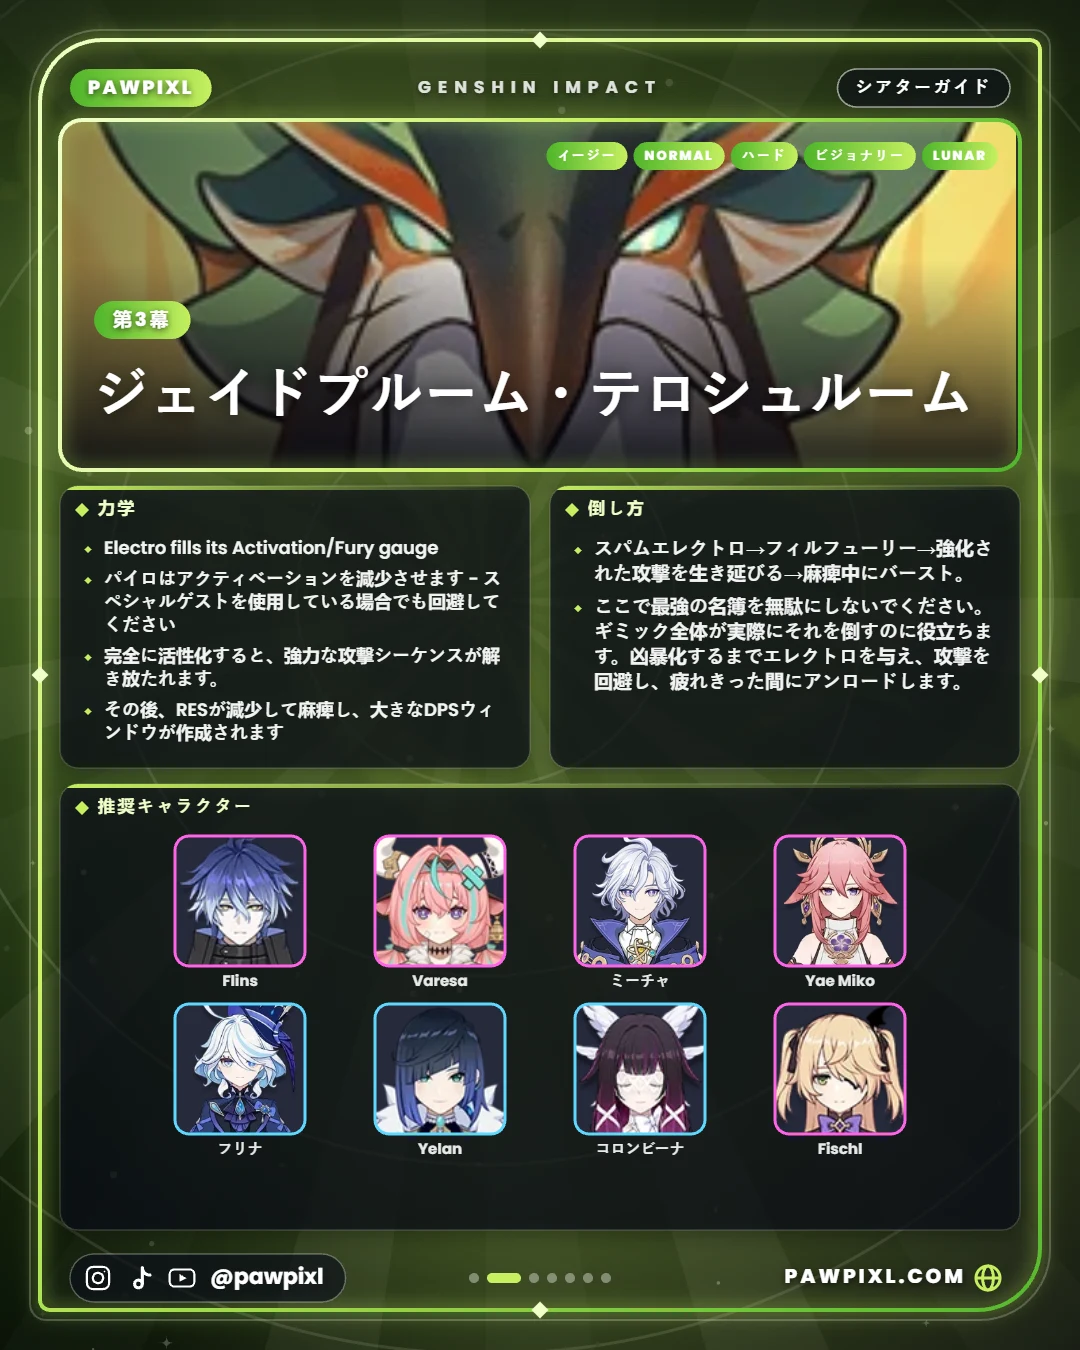 PAWPIXL
GENSHIN IMPACT
シアターガイド
イージー
NORMAL
ハード
ビジョナリー
LUNAR
第3幕
ジェイドプルーム・テロシュルーム
力学
Electro fills its Activation/Fury gauge
パイロはアクティベーションを減少させます - ス
ペシャルゲストを使用している場合でも回避して
ください
完全に活性化すると、強力な攻撃シーケンスが解
き放たれます。
その後、RESが減少して麻痺し、大きなDPSウィ
ンドウが作成されます
倒し方
スパムエレクトロ→フィルフューリー→強化さ
れた攻撃を生き延びる→麻痺中にバースト。
ここで最強の名簿を無駄にしないでください。
ギミック全体が実際にそれを倒すのに役立ちま
す。凶暴化するまでエレクトロを与え、攻撃を
回避し、疲れきった間にアンロードします。
推奨キャラクター
Flins
Varesa
ミーチャ
Yae Miko
フリナ
Yelan
コロンビーナ
Fischl
@pawpixl
PAWPIXL.COM